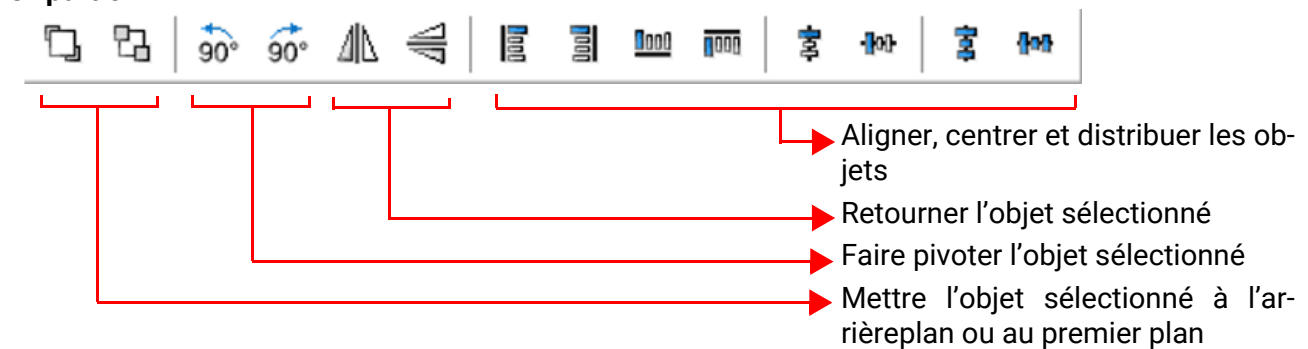 90° 90°
Aligner, centrer et distribuer les ob-
jets
Retourner l’objet sélectionné
Faire pivoter l’objet sélectionné
Mettre l’objet sélectionné à l’ar-
rièreplan ou au premier plan